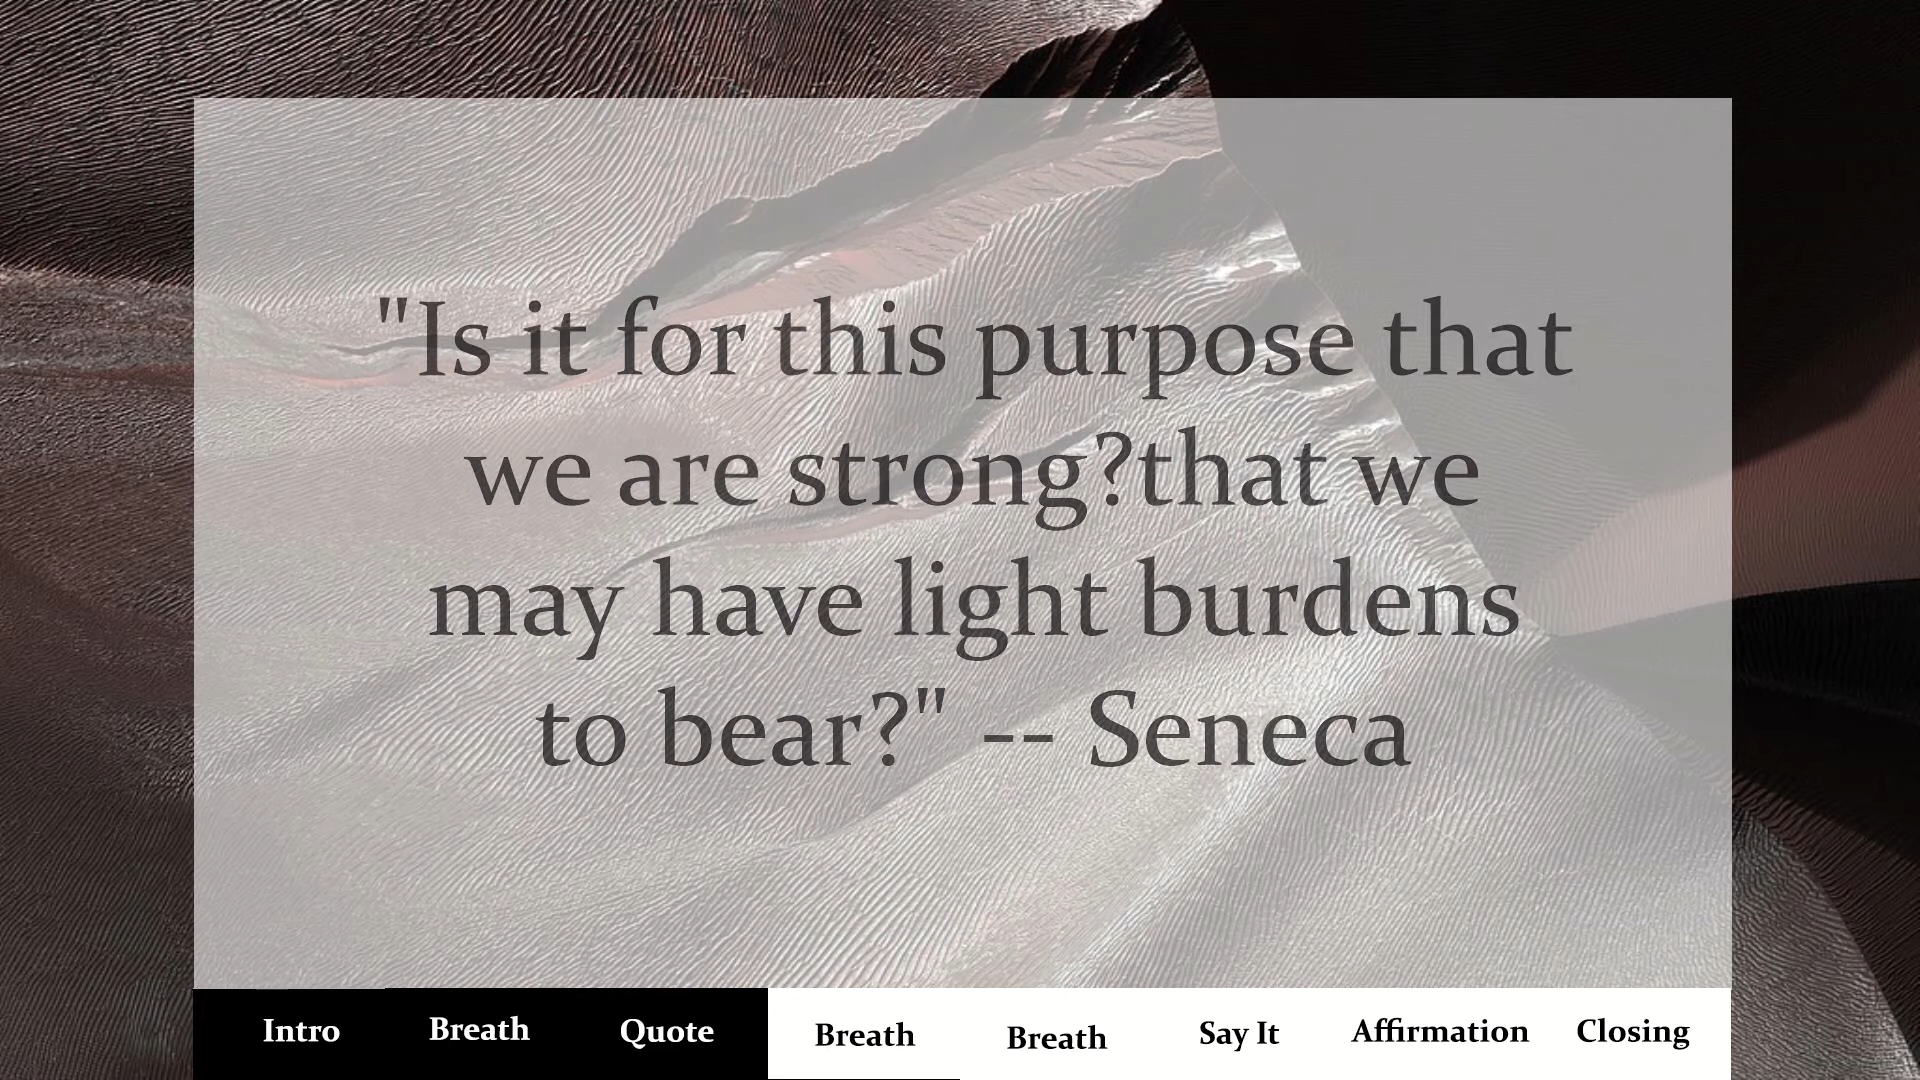 "Is it for this purpose that
we are strong?that we
may have light burdens
to bear?" -- Seneca
Intro Breath Quote Breath Breath Say It Affirmation Closing